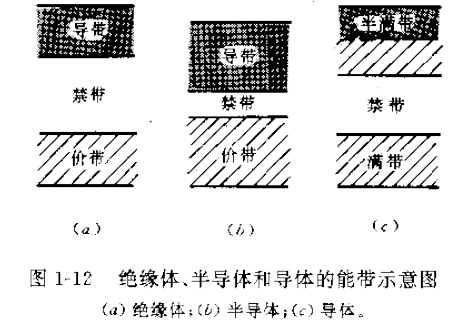 导带
禁带
价带
(a)
导带
禁带
价带
(b)
半满带
禁带
满带
(c)
图 1-12 绝缘体、半导体和导体的能带示意图
(a) 绝缘体;(b) 半导体;(c) 导体。